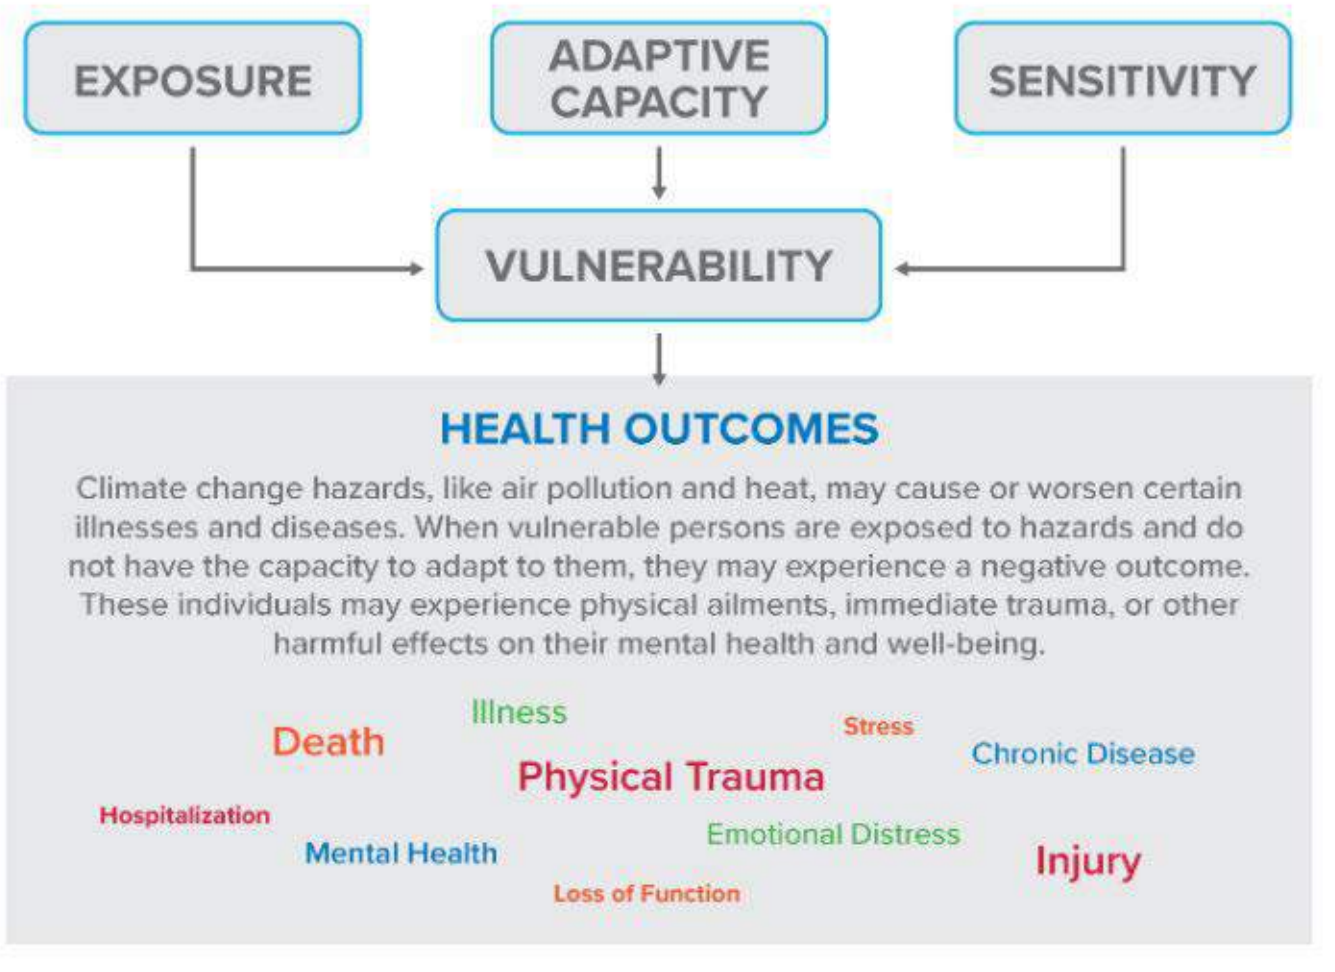 EXPOSURE
ADAPTIVE
CAPACITY
SENSITIVITY
VULNERABILITY
HEALTH OUTCOMES
Climate change hazards, like air pollution and heat, may cause or worsen certain
illnesses and diseases. When vulnerable persons are exposed to hazards and do
not have the capacity to adapt to them, they may experience a negative outcome.
These individuals may experience physical ailments, immediate trauma, or other
harmful effects on their mental health and well-being.
Illness
Death
Stress
Chronic Disease
Physical Trauma
Hospitalization
Emotional Distress
Mental Health
Injury
Loss of Function